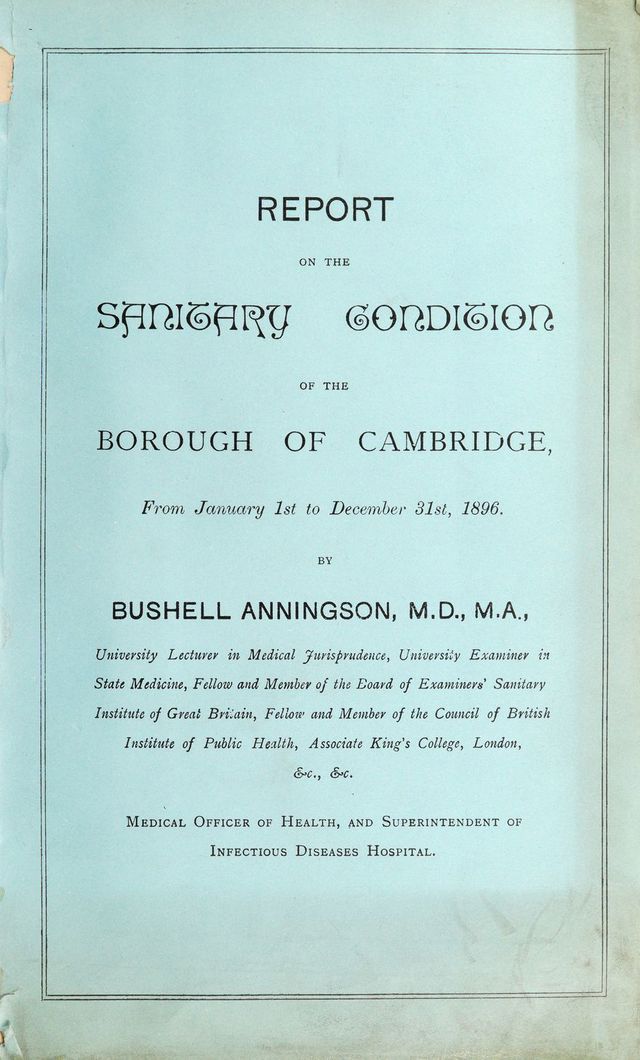 REPORT
ON THE
SANITARY CONDITION
OF THE
BOROUGH OF CAMBRIDGE,
From January 1st to December 31st, 1896.
BY
BUSHELL ANNINGSON, M.D., M.A.,
University Lecturer in Medical Jurisprudence, University Examiner in
State Medicine, Fellow and Member of the Board of Examiners' Sanitary
Institute of Great Britain, Fellow and Member of the Council of British
Institute of Public Health, Associate King's College, London,
&c., &c.
MEDICAL OFFICER OF HEALTH, AND SUPERINTENDENT OF
INFECTIOUS DISEASES HOSPITAL.